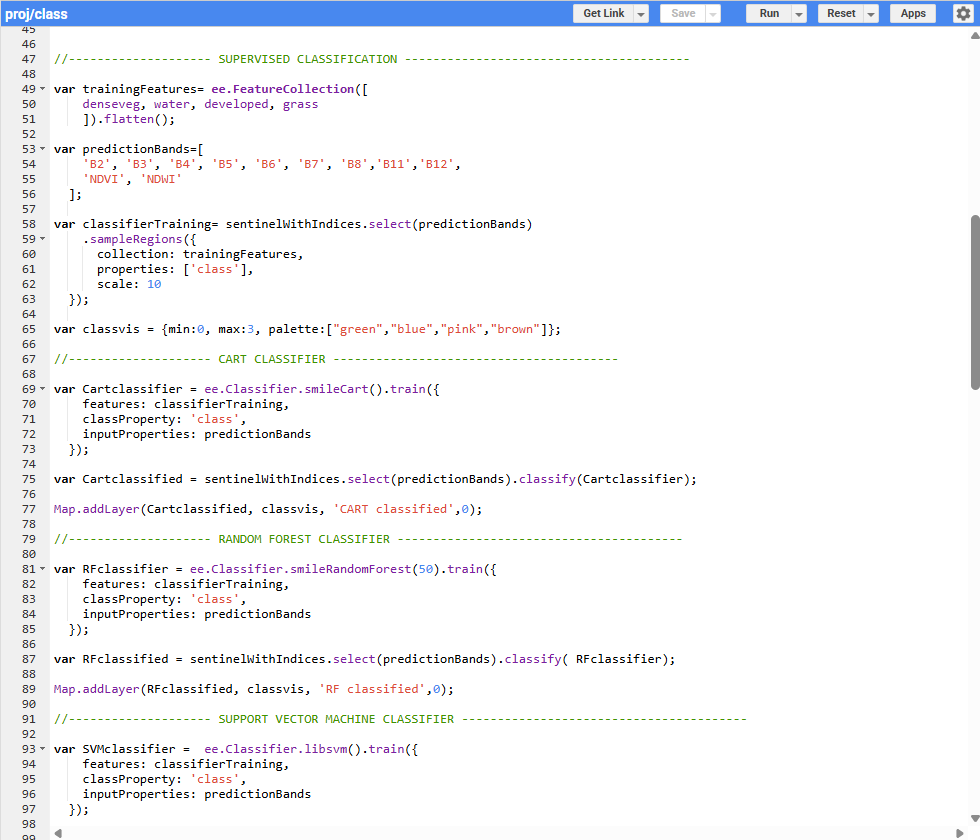 proj/class Get Link Save Run Reset Apps
45
46
47 //-------------------- SUPERVISED CLASSIFICATION ----------------------------------------
48
49 var trainingFeatures= ee.FeatureCollection([
50     denseveg, water, developed, grass
51     ]).flatten();
52
53 var predictionBands=[
54     'B2', 'B3', 'B4', 'B5', 'B6', 'B7', 'B8','B11','B12',
55     'NDVI', 'NDWI'
56   ];
57
58 var classifierTraining= sentinelWithIndices.select(predictionBands)
59     .sampleRegions({
60       collection: trainingFeatures,
61       properties: ['class'],
62       scale: 10
63   });
64
65 var classvis = {min:0, max:3, palette:["green","blue","pink","brown"]};
66
67 //-------------------- CART CLASSIFIER ----------------------------------------
68
69 var Cartclassifier = ee.Classifier.smileCart().train({
70     features: classifierTraining,
71     classProperty: 'class',
72     inputProperties: predictionBands
73   });
74
75 var Cartclassified = sentinelWithIndices.select(predictionBands).classify(Cartclassifier);
76
77 Map.addLayer(Cartclassified, classvis, 'CART classified',0);
78
79 //-------------------- RANDOM FOREST CLASSIFIER ----------------------------------------
80
81 var RFclassifier = ee.Classifier.smileRandomForest(50).train({
82     features: classifierTraining,
83     classProperty: 'class',
84     inputProperties: predictionBands
85   });
86
87 var RFclassified = sentinelWithIndices.select(predictionBands).classify( RFclassifier);
88
89 Map.addLayer(RFclassified, classvis, 'RF classified',0);
90
91 //-------------------- SUPPORT VECTOR MACHINE CLASSIFIER ----------------------------------------
92
93 var SVMclassifier =  ee.Classifier.libsvm().train({
94     features: classifierTraining,
95     classProperty: 'class',
96     inputProperties: predictionBands
97   });
98
99